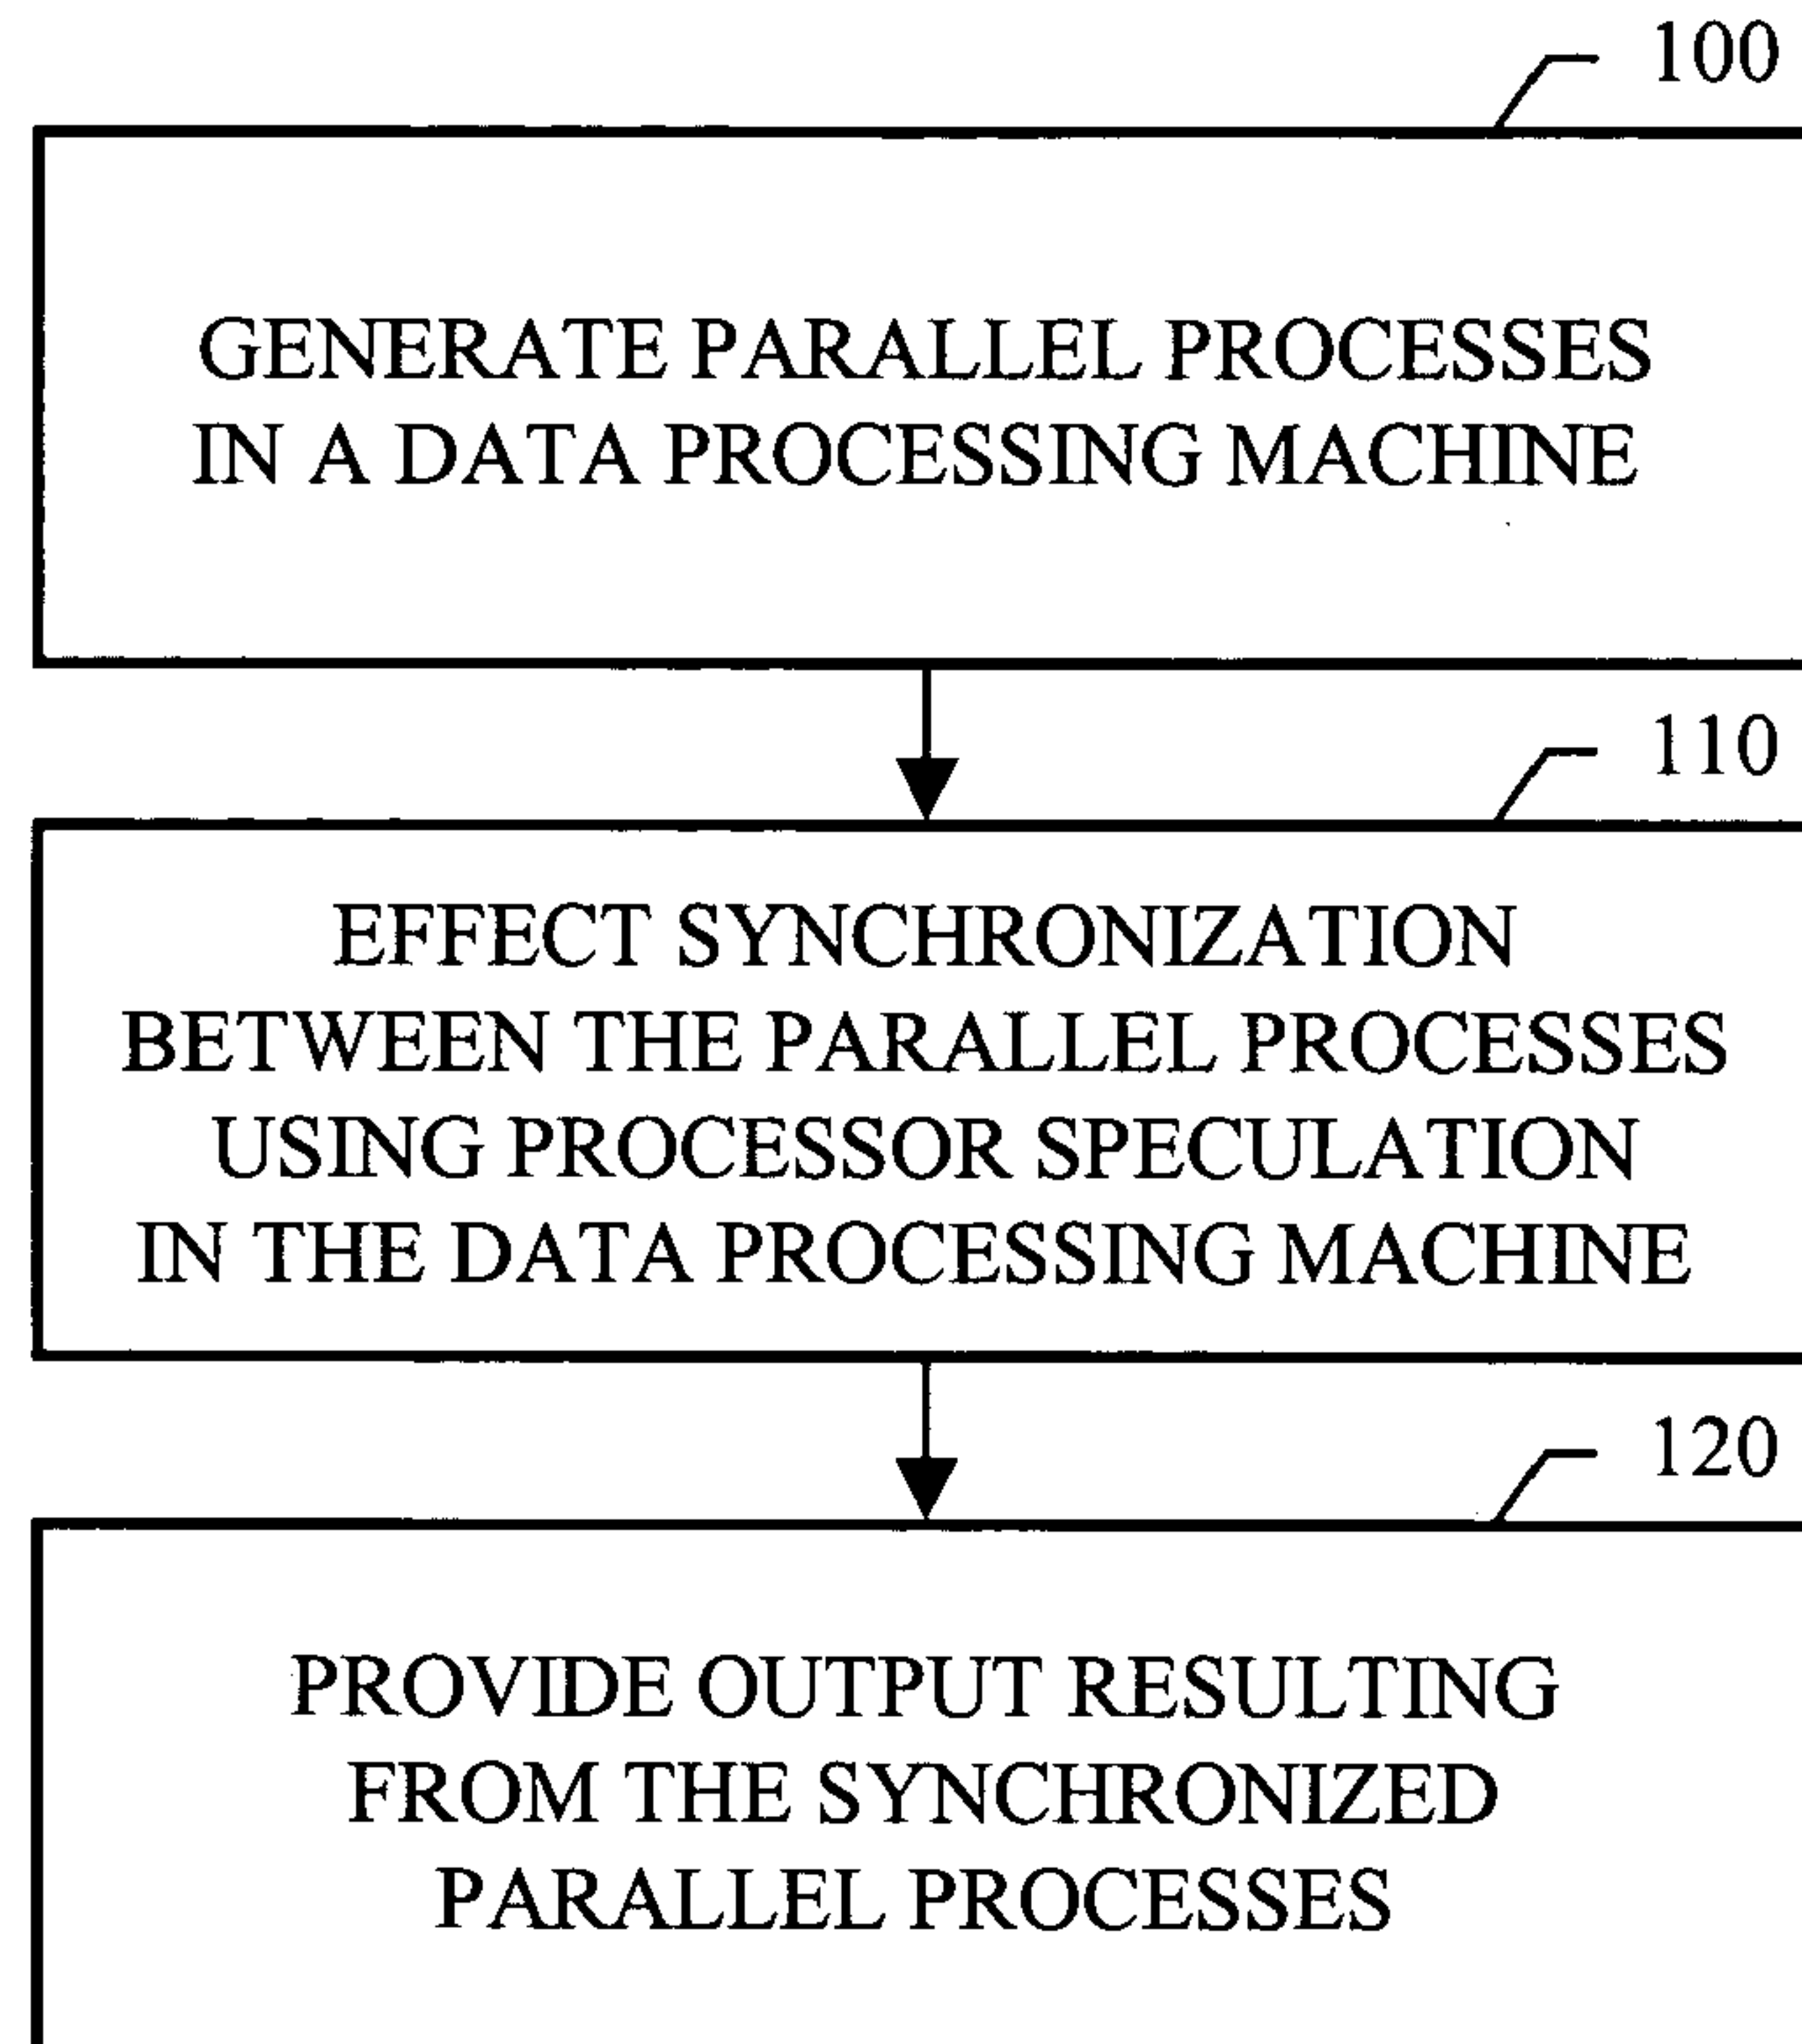 100
GENERATE PARALLEL PROCESSES
IN A DATA PROCESSING MACHINE
110
EFFECT SYNCHRONIZATION
BETWEEN THE PARALLEL PROCESSES
USING PROCESSOR SPECULATION
IN THE DATA PROCESSING MACHINE
120
PROVIDE OUTPUT RESULTING
FROM THE SYNCHRONIZED
PARALLEL PROCESSES